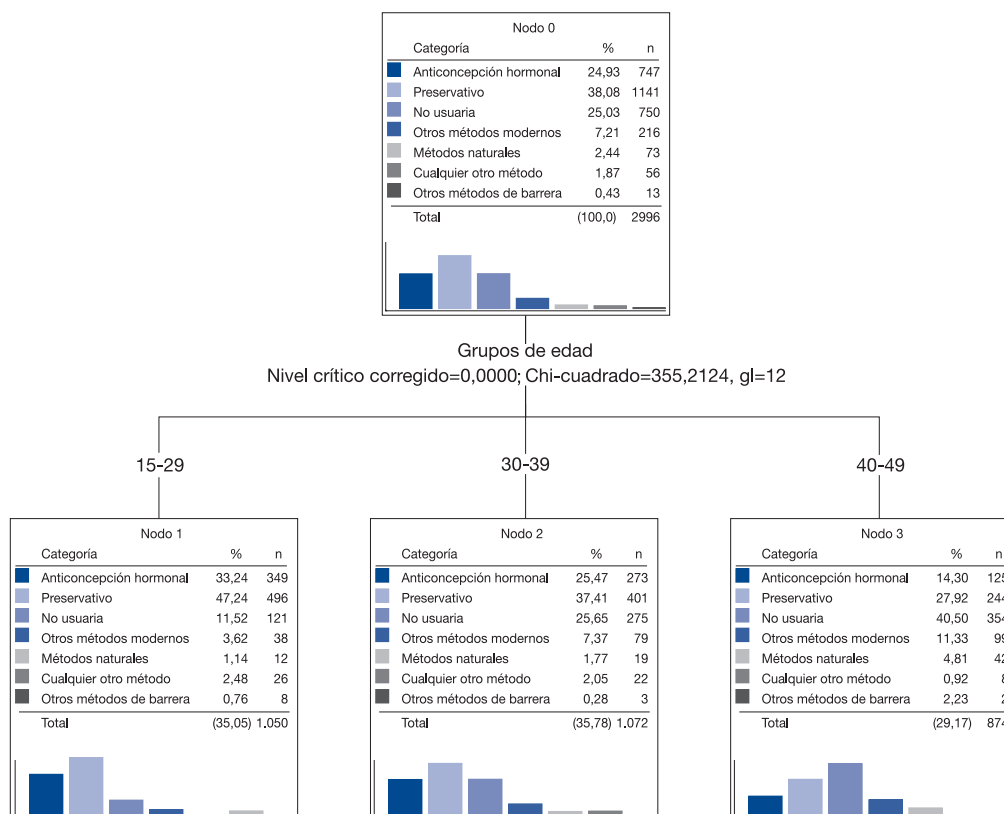 Nodo 0
Categoría % n
Anticoncepción hormonal 24,93 747
Preservativo 38,08 1141
No usuaria 25,03 750
Otros métodos modernos 7,21 216
Métodos naturales 2,44 73
Cualquier otro método 1,87 56
Otros métodos de barrera 0,43 13
Total (100,0) 2996
Grupos de edad
Nivel crítico corregido=0,0000; Chi-cuadrado=355,2124, gl=12
15-29
30-39
40-49
Nodo 1
Categoría % n
Anticoncepción hormonal 33,24 349
Preservativo 47,24 496
No usuaria 11,52 121
Otros métodos modernos 3,62 38
Métodos naturales 1,14 12
Cualquier otro método 2,48 26
Otros métodos de barrera 0,76 8
Total (35,05) 1.050
Nodo 2
Categoría % n
Anticoncepción hormonal 25,47 273
Preservativo 37,41 401
No usuaria 25,65 275
Otros métodos modernos 7,37 79
Métodos naturales 1,77 19
Cualquier otro método 2,05 22
Otros métodos de barrera 0,28 3
Total (35,78) 1.072
Nodo 3
Categoría % n
Anticoncepción hormonal 14,30 125
Preservativo 27,92 244
No usuaria 40,50 354
Otros métodos modernos 11,33 99
Métodos naturales 4,81 42
Cualquier otro método 0,92 8
Otros métodos de barrera 2,23 2
Total (29,17) 874